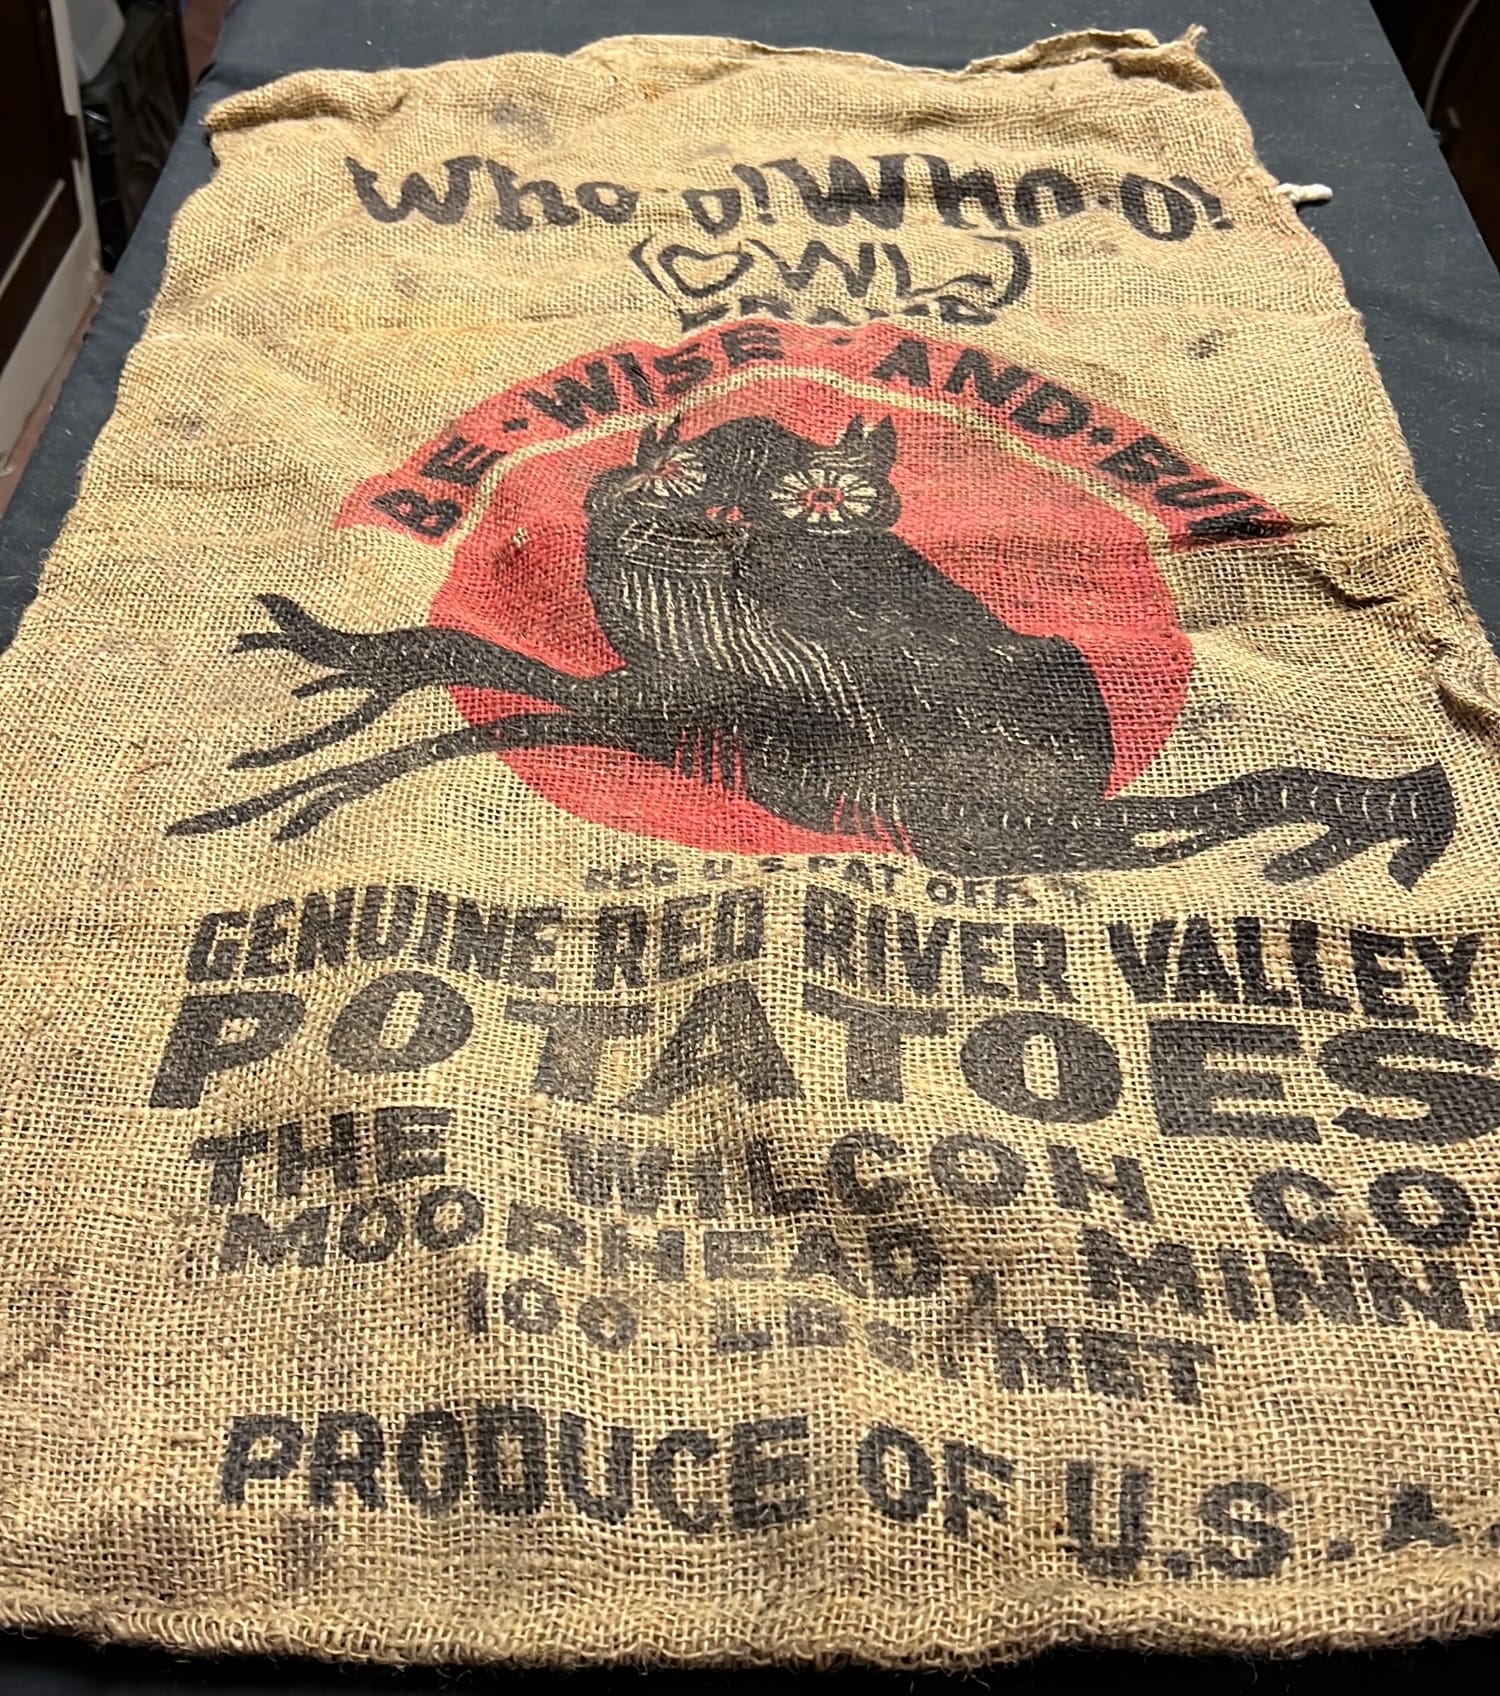 Who-o! Who-o!
OWL
BRAND
BE·WISE·AND·BUY
REG U.S. PAT OFF.
GENUINE RED RIVER VALLEY
POTATOES
THE WILCOH CO.
MOORHEAD, MINN.
100 LBS. NET
PRODUCE OF U.S.A.